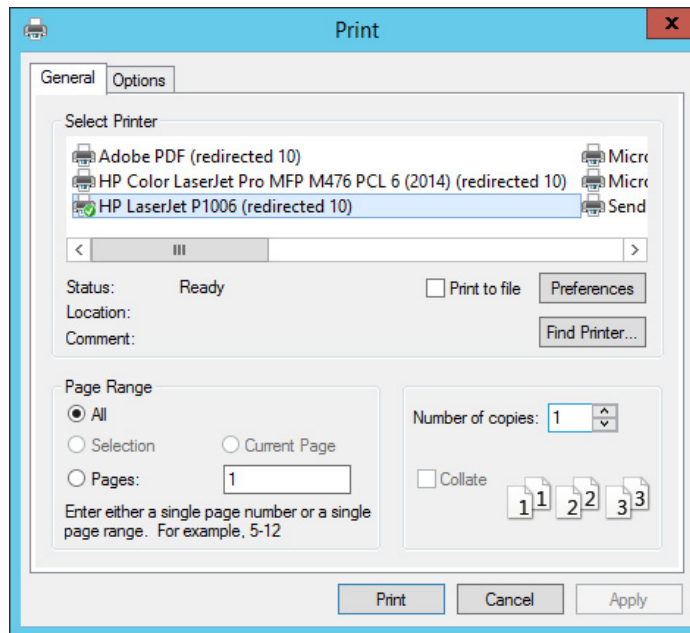 Print
x
General
Options
Select Printer
Adobe PDF (redirected 10)
Micro
HP Color LaserJet Pro MFP M476 PCL 6 (2014) (redirected 10)
Micro
HP LaserJet P1006 (redirected 10)
Send
Status: Ready
Print to file
Preferences
Location:
Comment:
Find Printer...
Page Range
All
Selection
Current Page
Pages: 1
Enter either a single page number or a single
page range. For example, 5-12
Number of copies: 1
Collate
1 1 2 2 3 3
Print
Cancel
Apply